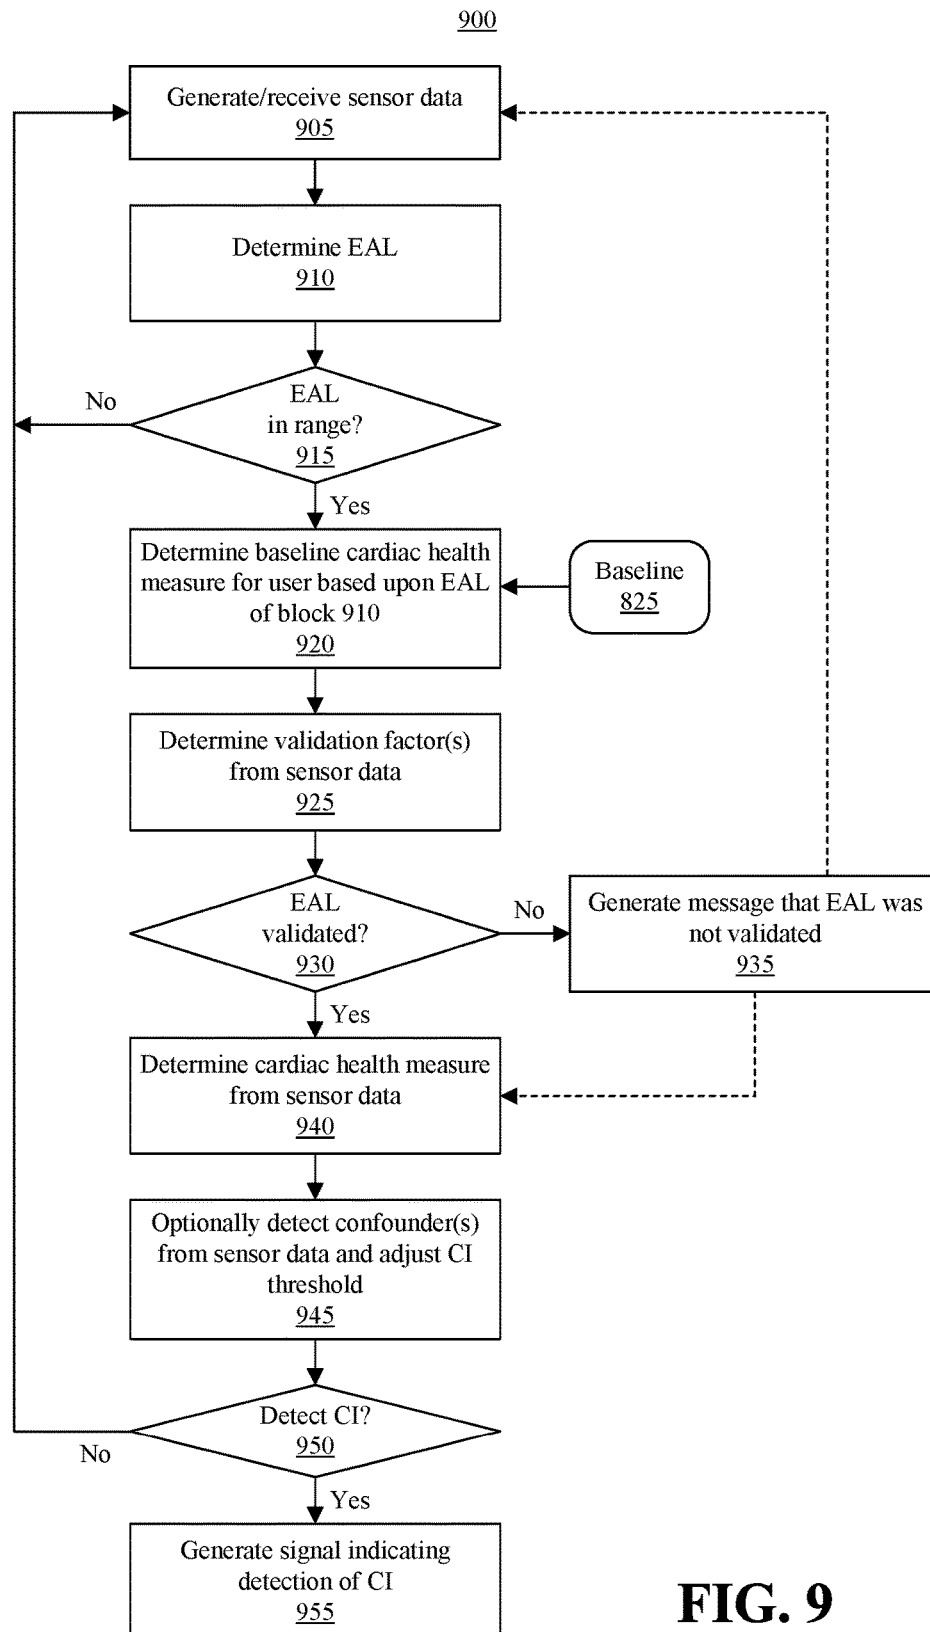 900
Generate/receive sensor data
905
Determine EAL
910
EAL
in range?
915
No
Yes
Determine baseline cardiac health
measure for user based upon EAL
of block 910
920
Baseline
825
Determine validation factor(s)
from sensor data
925
EAL
validated?
930
No
Generate message that EAL was
not validated
935
Yes
Determine cardiac health measure
from sensor data
940
Optionally detect confounder(s)
from sensor data and adjust CI
threshold
945
Detect CI?
950
No
Yes
Generate signal indicating
detection of CI
955
FIG. 9